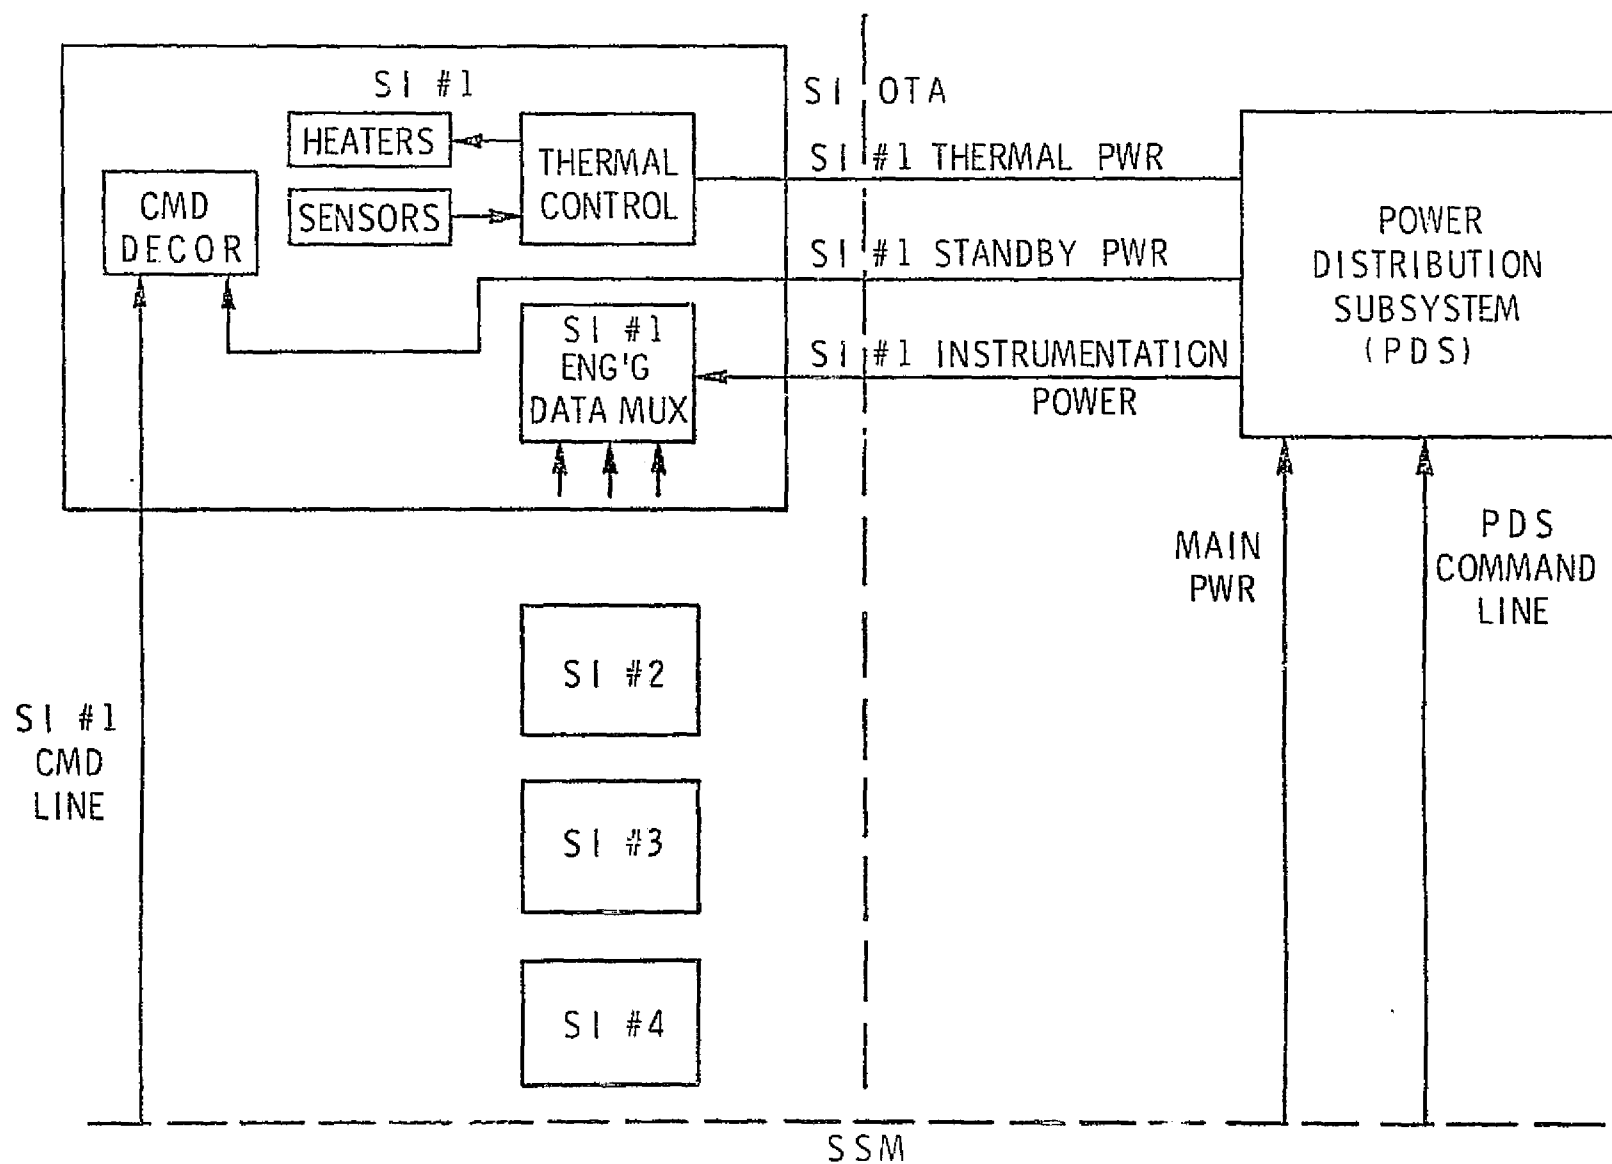 SI #1
HEATERS
SENSORS
THERMAL
CONTROL
CMD
DECOR
SI #1
ENG'G
DATA MUX
SI OTA
SI #1 THERMAL PWR
SI #1 STANDBY PWR
SI #1 INSTRUMENTATION
POWER
POWER
DISTRIBUTION
SUBSYSTEM
(PDS)
MAIN
PWR
PDS
COMMAND
LINE
SI #2
SI #1
CMD
LINE
SI #3
SI #4
SSM